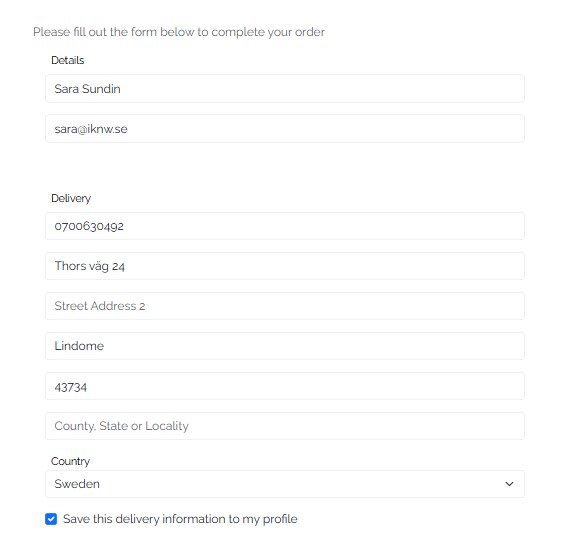 Please fill out the form below to complete your order
Details
Sara Sundin
sara@iknw.se
Delivery
0700630492
Thors väg 24
Street Address 2
Lindome
43734
County, State or Locality
Country
Sweden
Save this delivery information to my profile